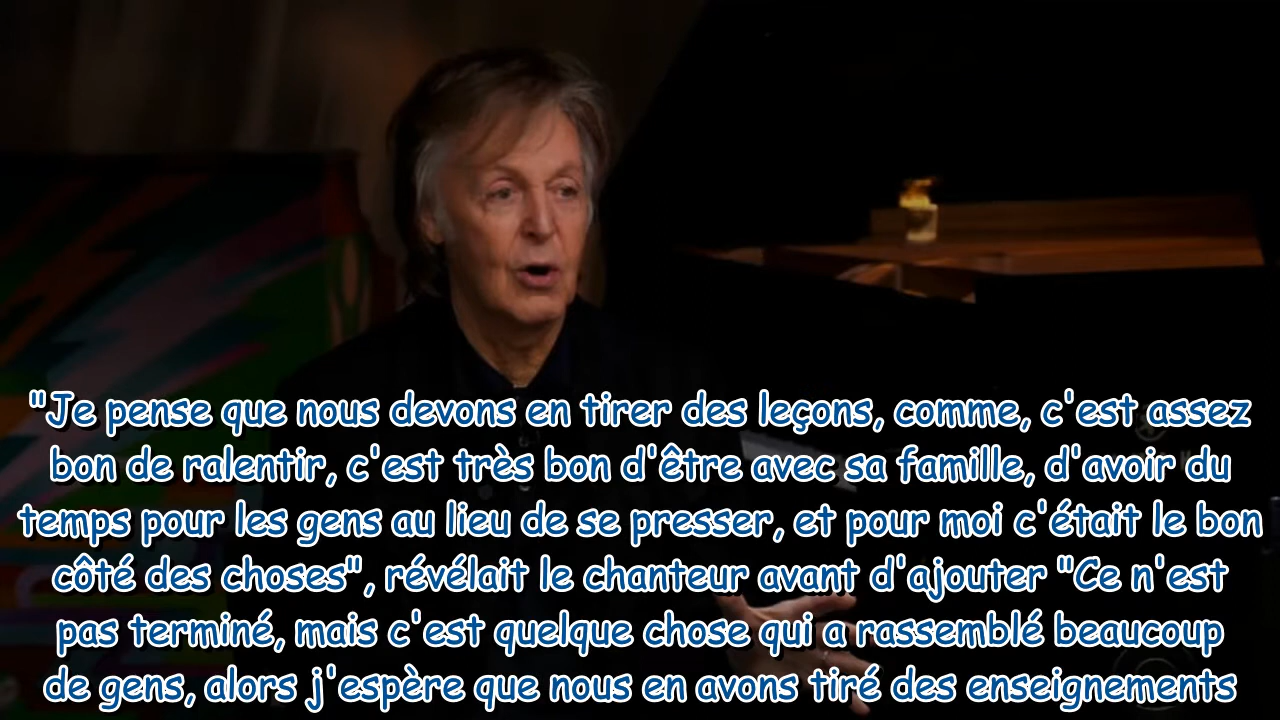 "Je pense que nous devons en tirer des leçons, comme, c'est assez
bon de ralentir, c'est très bon d'être avec sa famille, d'avoir du
temps pour les gens au lieu de se presser, et pour moi c'était le bon
côté des choses", révélait le chanteur avant d'ajouter "Ce n'est
pas terminé, mais c'est quelque chose qui a rassemblé beaucoup
de gens, alors j'espère que nous en avons tiré des enseignements